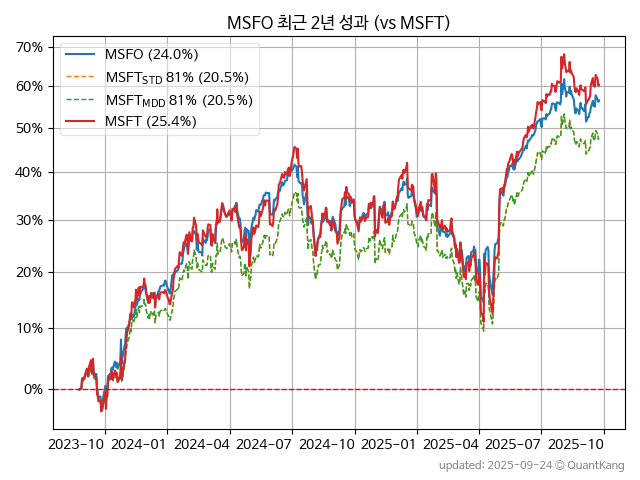 MSFO 최근 2년 성과 (vs MSFT)
70%
60%
50%
40%
30%
20%
10%
0%
MSFO (24.0%)
MSFT_STD 81% (20.5%)
MSFT_MDD 81% (20.5%)
MSFT (25.4%)
2023-10 2024-01 2024-04 2024-07 2024-10 2025-01 2025-04 2025-07 2025-10
updated: 2025-09-24 © QuantKang